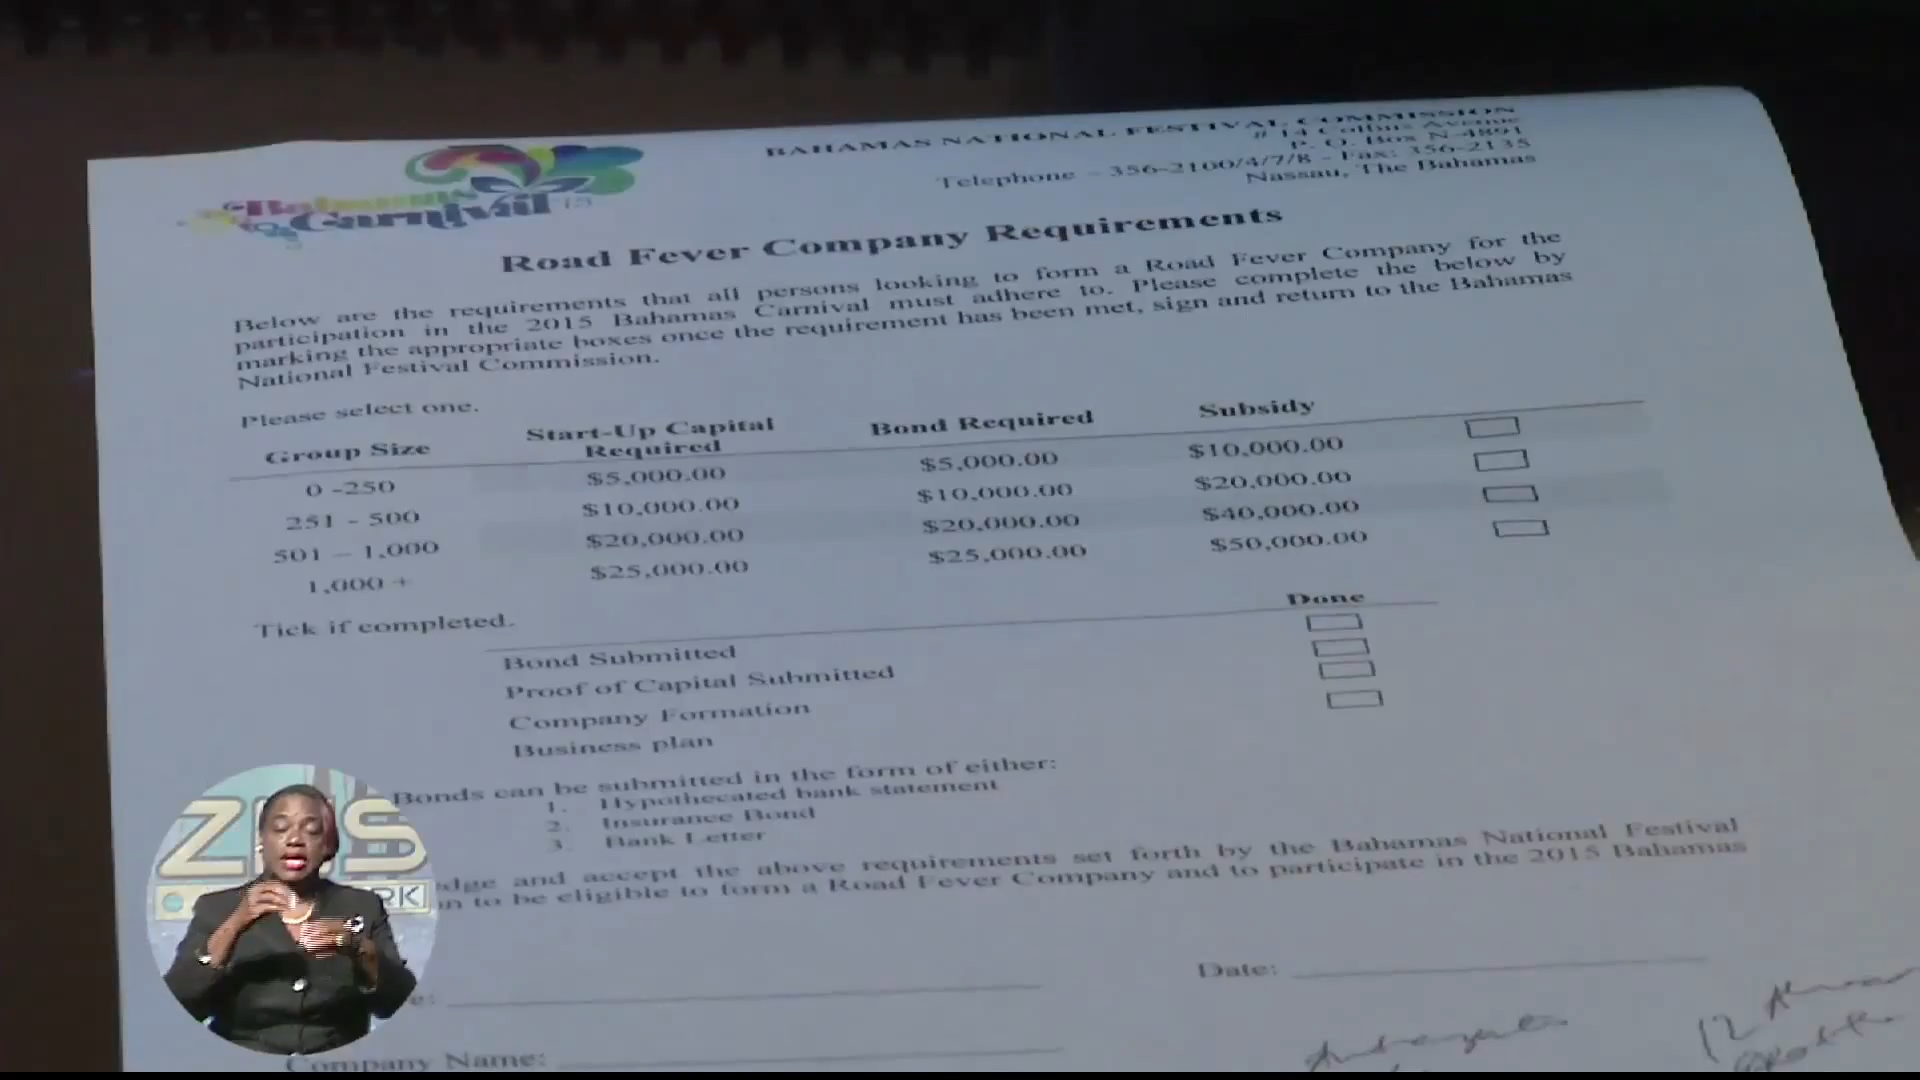 Bahamas
Carnival '15
BAHAMAS NATIONAL FESTIVAL COMMISSION
# 14 Collins Avenue
P. O. Box N-4891
Telephone – 356-2100/4/7/8 - Fax: 356-2135
Nassau, The Bahamas
Road Fever Company Requirements
Below are the requirements that all persons looking to form a Road Fever Company for the
participation in the 2015 Bahamas Carnival must adhere to. Please complete the below by
marking the appropriate boxes once the requirement has been met, sign and return to the Bahamas
National Festival Commission.
Please select one.
Group Size Start-Up Capital Required Bond Required Subsidy
0 -250 $5,000.00 $5,000.00 $10,000.00
251 - 500 $10,000.00 $10,000.00 $20,000.00
501 – 1,000 $20,000.00 $20,000.00 $40,000.00
1,000 + $25,000.00 $25,000.00 $50,000.00
Tick if completed.
Done
Bond Submitted
Proof of Capital Submitted
Company Formation
Business plan
Bonds can be submitted in the form of either:
1. Hypothecated bank statement
2. Insurance Bond
3. Bank Letter
and accept the above requirements set forth by the Bahamas National Festival
to be eligible to form a Road Fever Company and to participate in the 2015 Bahamas
Date:
Company Name:
12